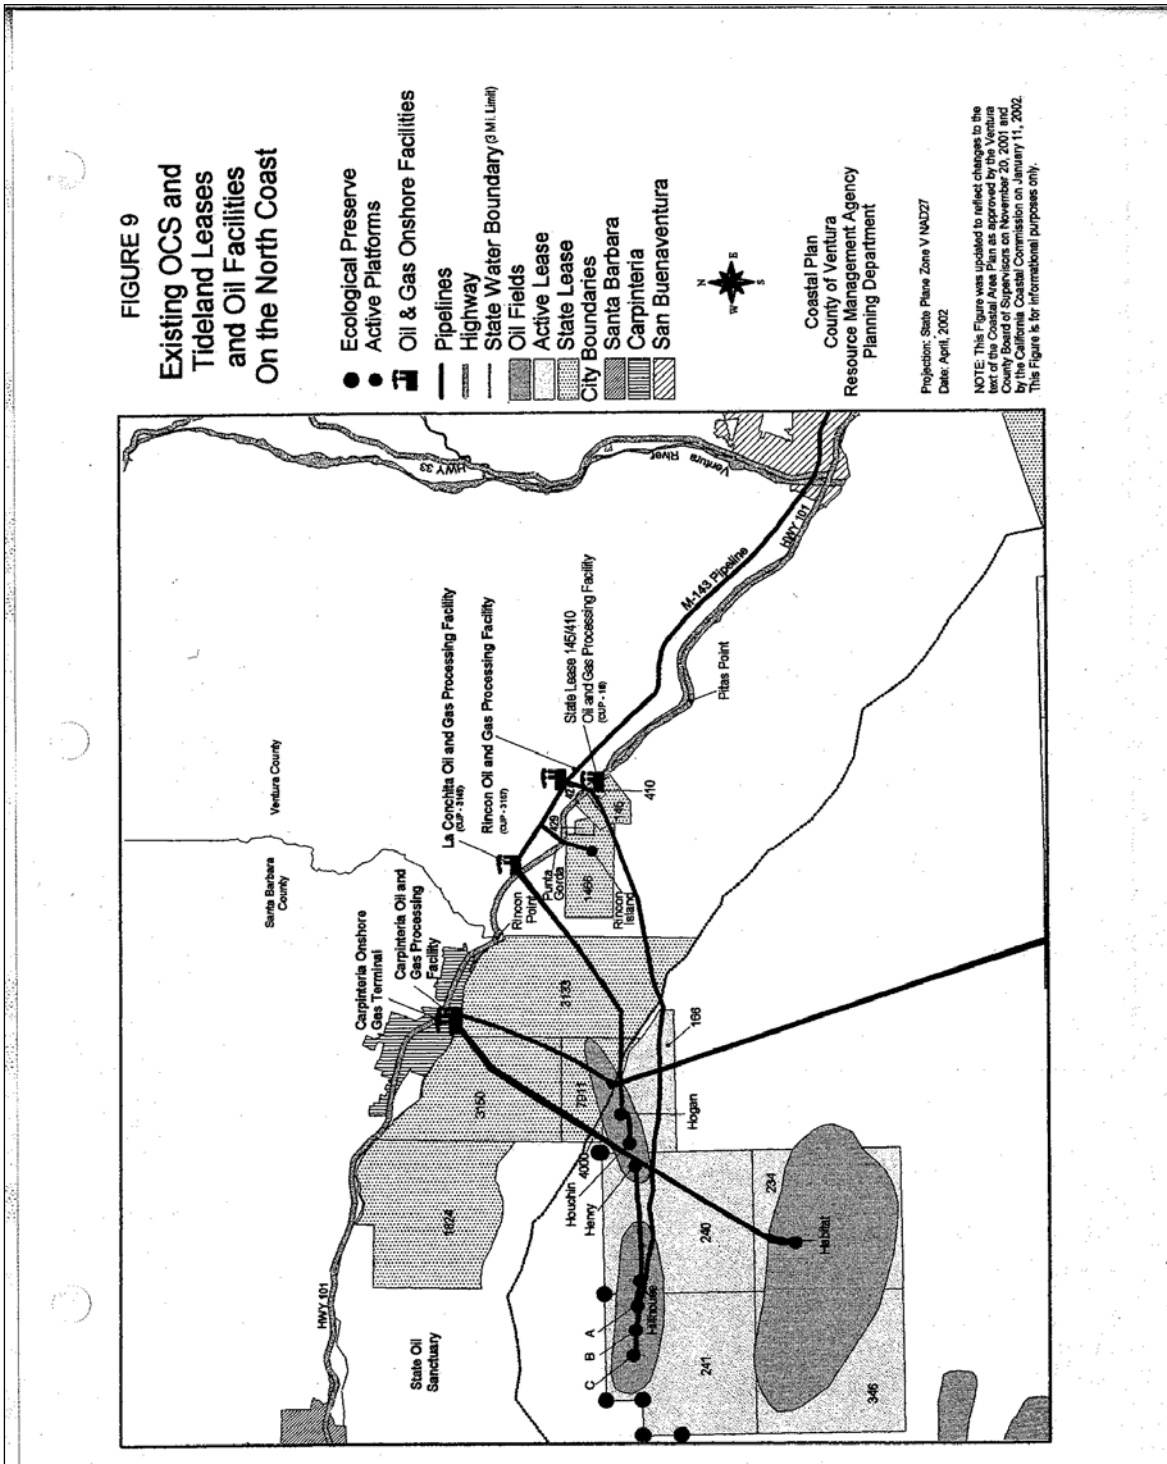 FIGURE 9
Existing OCS and
Tideland Leases
and Oil Facilities
On the North Coast
Ecological Preserve
Active Platforms
Oil & Gas Onshore Facilities
Pipelines
Highway
State Water Boundary (3 Mi. Limit)
Oil Fields
Active Lease
State Lease
City Boundaries
Santa Barbara
Carpinteria
San Buenaventura
N
E
S
W
Coastal Plan
County of Ventura
Resource Management Agency
Planning Department
Projection: State Plane Zone V NAD27
Date: April, 2002
NOTE: This Figure was updated to reflect changes to the
text of the Coastal Area Plan as approved by the Ventura
County Board of Supervisors on November 20, 2001 and
by the California Coastal Commission on January 11, 2002.
This Figure is for informational purposes only.
HWY 33
Ventura
River
HWY 101
M-143 Pipeline
Pitas Point
Santa Barbara
County
Ventura County
La Conchita Oil and Gas Processing Facility
(CUP - 3145)
Rincon Oil and Gas Processing Facility
(CUP - 3157)
State Lease 145/410
Oil and Gas Processing Facility
410
145
429
1466
Punta
Gorda
Rincon
Island
Rincon
Point
Carpinteria Onshore
Gas Terminal
Carpinteria Oil and
Gas Processing
Facility
3133
3150
7911
4000
166
Hogan
Houchin
Henry
Hillhouse
A
B
C
1824
HWY 101
State Oil
Sanctuary
240
234
241
346
Habitat